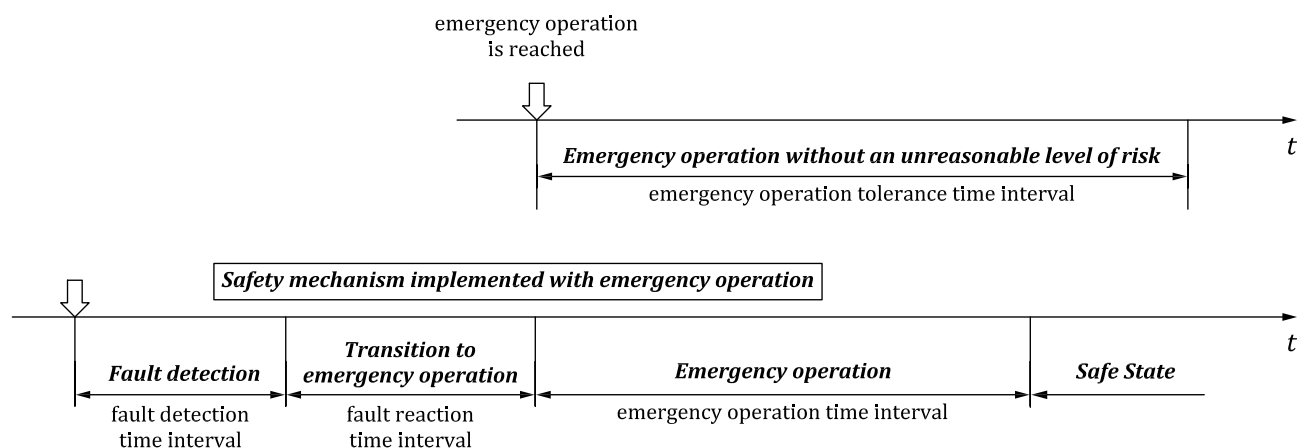 emergency operation
is reached
t
Emergency operation without an unreasonable level of risk
emergency operation tolerance time interval
Safety mechanism implemented with emergency operation
t
Fault detection
fault detection
time interval
Transition to
emergency operation
fault reaction
time interval
Emergency operation
emergency operation time interval
Safe State